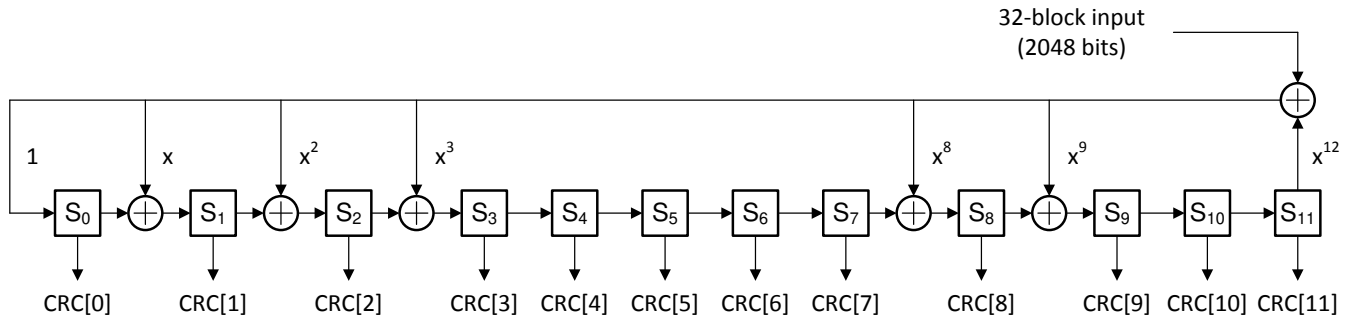 32-block input
(2048 bits)
1 x x² x³ x⁸ x⁹ x¹²
S₀ S₁ S₂ S₃ S₄ S₅ S₆ S₇ S₈ S₉ S₁₀ S₁₁
CRC[0] CRC[1] CRC[2] CRC[3] CRC[4] CRC[5] CRC[6] CRC[7] CRC[8] CRC[9] CRC[10] CRC[11]